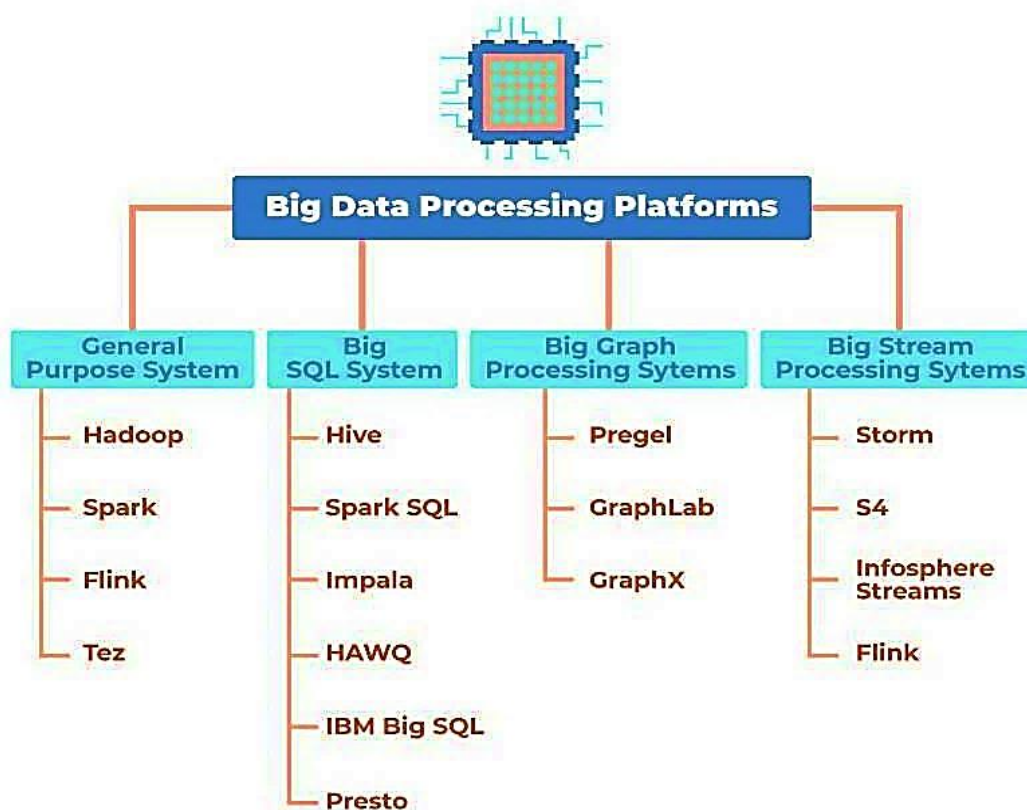 Big Data Processing Platforms
General
Purpose System
Hadoop
Spark
Flink
Tez
Big
SQL System
Hive
Spark SQL
Impala
HAWQ
IBM Big SQL
Presto
Big Graph
Processing Sytems
Pregel
GraphLab
GraphX
Big Stream
Processing Sytems
Storm
S4
Infosphere
Streams
Flink